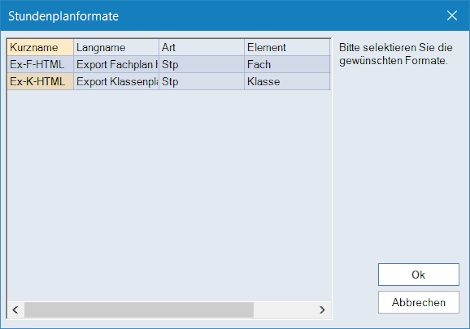 Stundenplanformate
Kurzname Langname Art Element
Ex-F-HTML Export Fachplan Stp Fach
Ex-K-HTML Export Klassenpla Stp Klasse
Bitte selektieren Sie die
gewünschten Formate.
Ok
Abbrechen